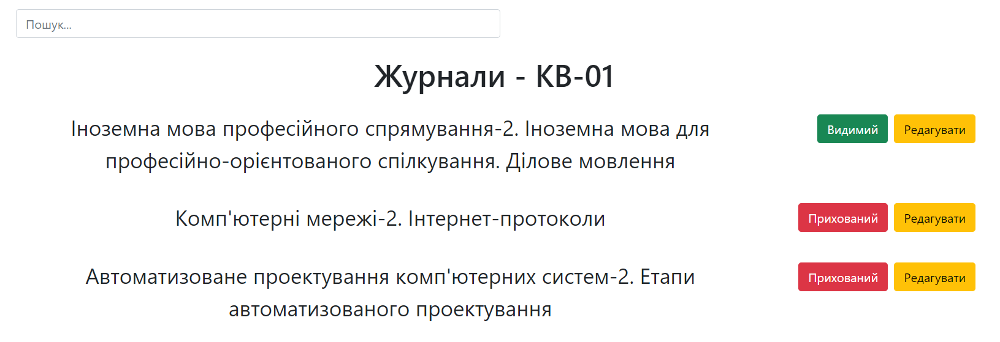 Пошук...
Журнали - КВ-01
Іноземна мова професійного спрямування-2. Іноземна мова для
професійно-орієнтованого спілкування. Ділове мовлення
Видимий
Редагувати
Комп'ютерні мережі-2. Інтернет-протоколи
Прихований
Редагувати
Автоматизоване проектування комп'ютерних систем-2. Етапи
автоматизованого проектування
Прихований
Редагувати